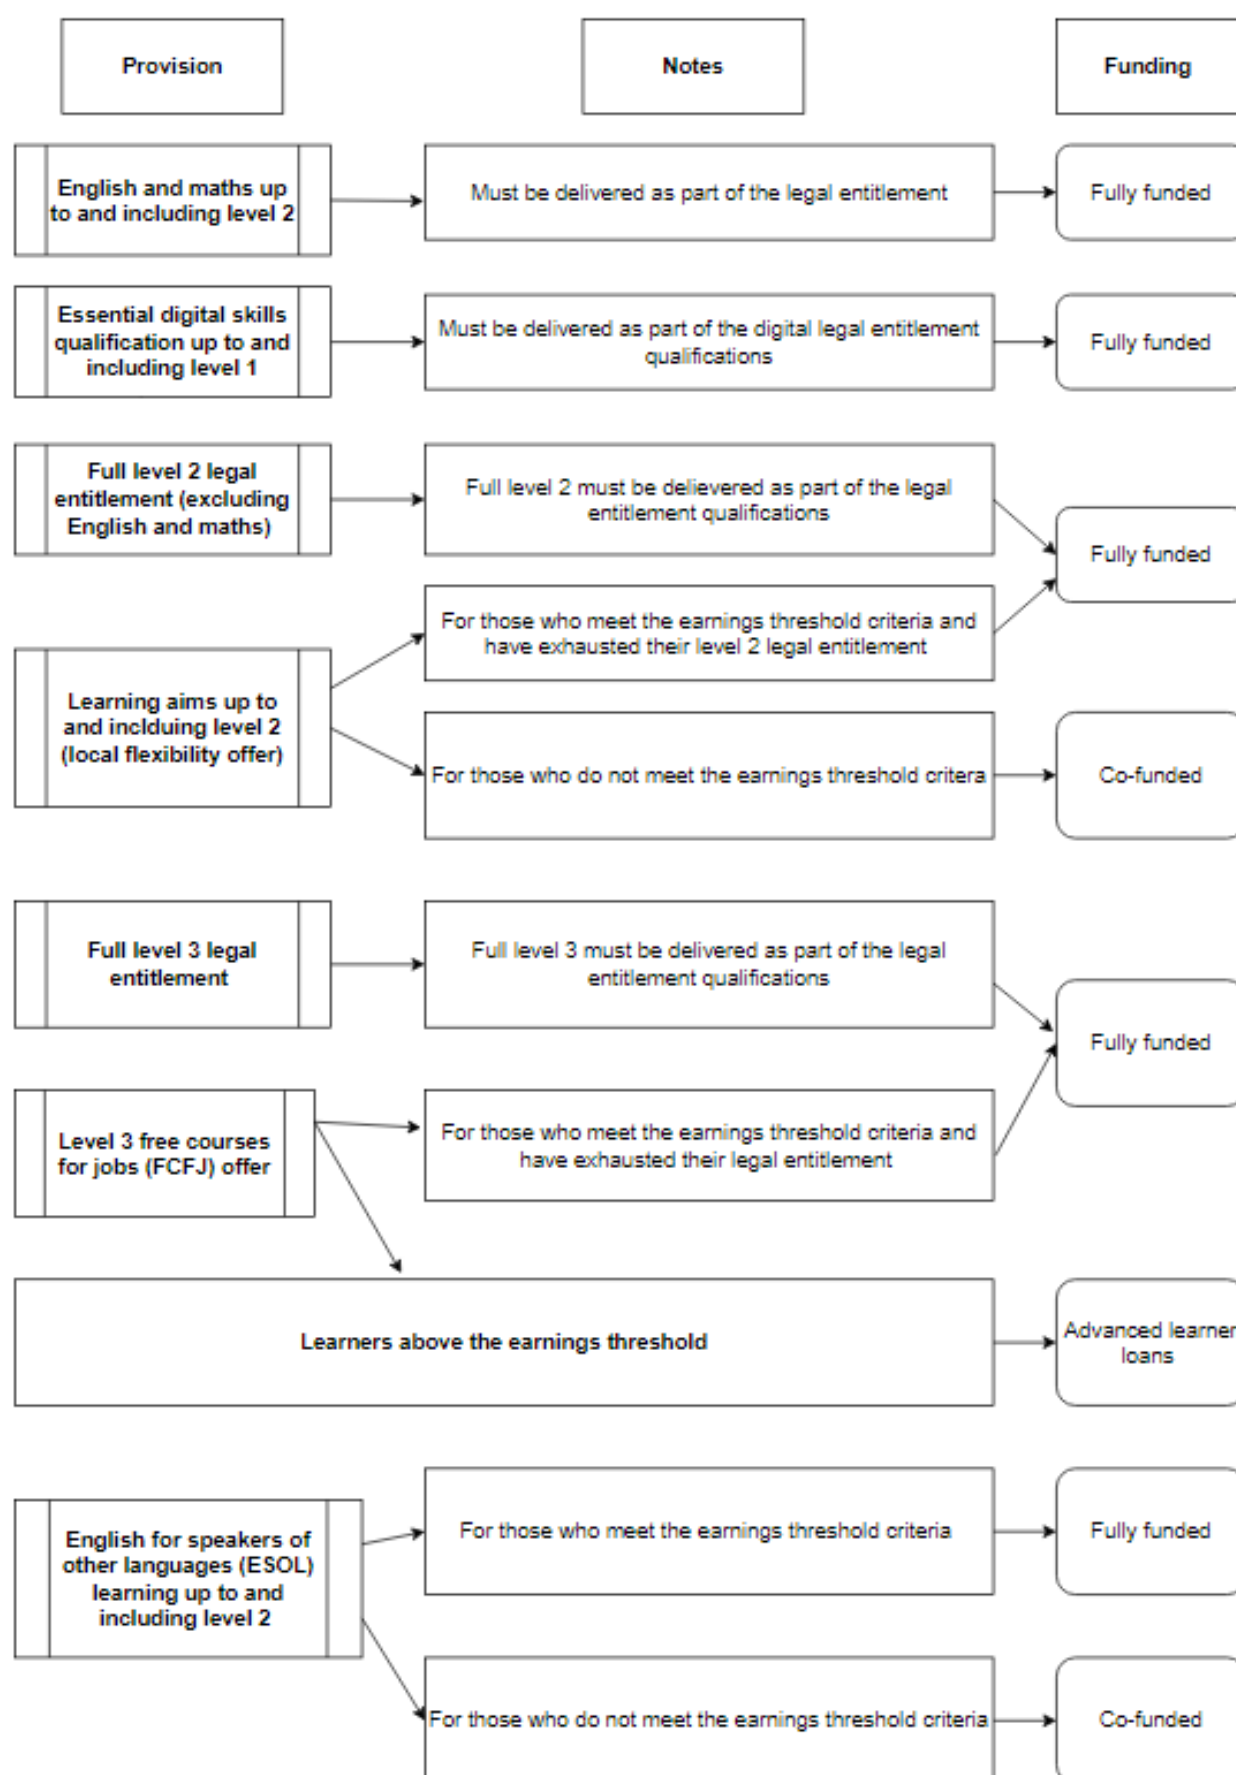 Provision
Notes
Funding
English and maths up
to and including level 2
Must be delivered as part of the legal entitlement
Fully funded
Essential digital skills
qualification up to and
including level 1
Must be delivered as part of the digital legal entitlement
qualifications
Fully funded
Full level 2 legal
entitlement (excluding
English and maths)
Full level 2 must be delievered as part of the legal
entitlement qualifications
Fully funded
For those who meet the earnings threshold criteria and
have exhausted their level 2 legal entitlement
Learning aims up to
and inclduing level 2
(local flexibility offer)
For those who do not meet the earnings threshold critera
Co-funded
Full level 3 legal
entitlement
Full level 3 must be delivered as part of the legal
entitlement qualifications
Fully funded
Level 3 free courses
for jobs (FCFJ) offer
For those who meet the earnings threshold criteria and
have exhausted their legal entitlement
Learners above the earnings threshold
Advanced learner
loans
English for speakers of
other languages (ESOL)
learning up to and
including level 2
For those who meet the earnings threshold criteria
Fully funded
For those who do not meet the earnings threshold criteria
Co-funded